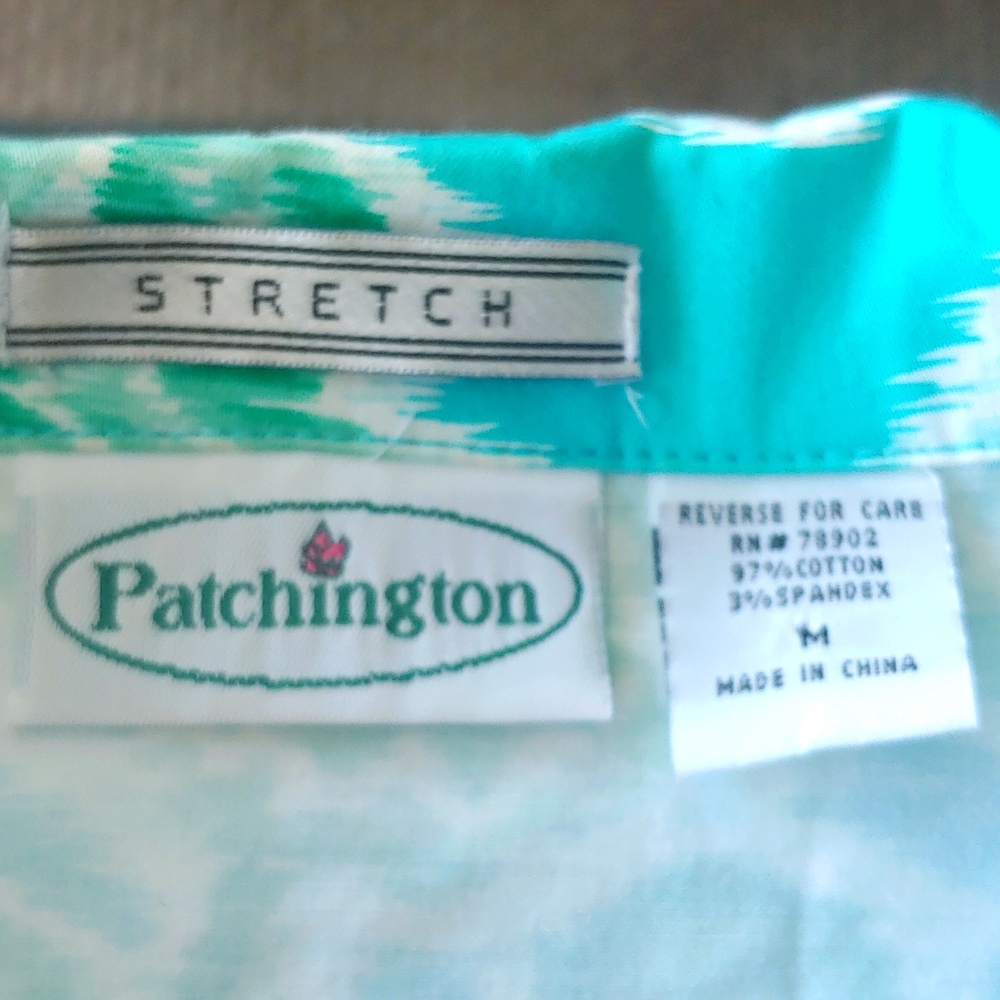 STRETCH
Patchington
REVERSE FOR CARE
RN# 78902
97% COTTON
3% SPANDEX
M
MADE IN CHINA